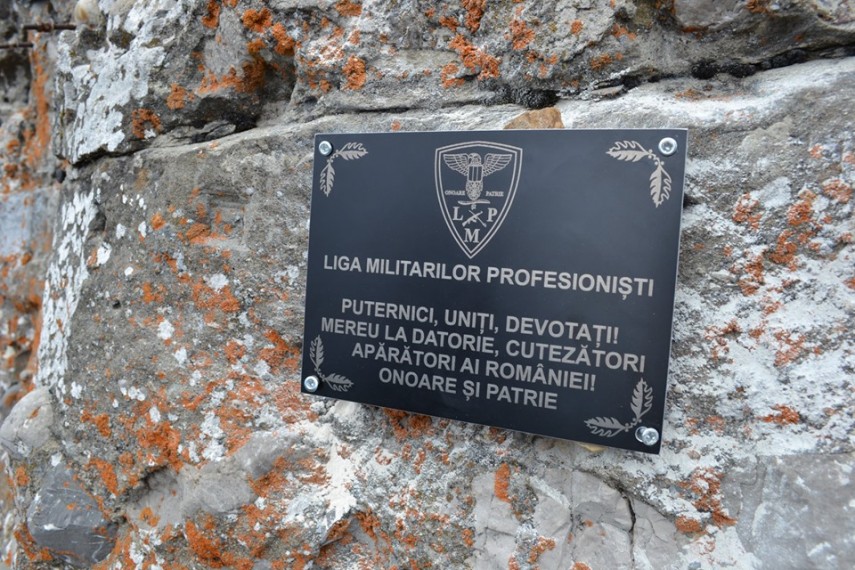 ONOARE PATRIE
L P
M
LIGA MILITARILOR PROFESIONIȘTI
PUTERNICI, UNIȚI, DEVOTAȚI!
MEREU LA DATORIE, CUTEZĂTORI
APĂRĂTORI AI ROMÂNIEI!
ONOARE ȘI PATRIE